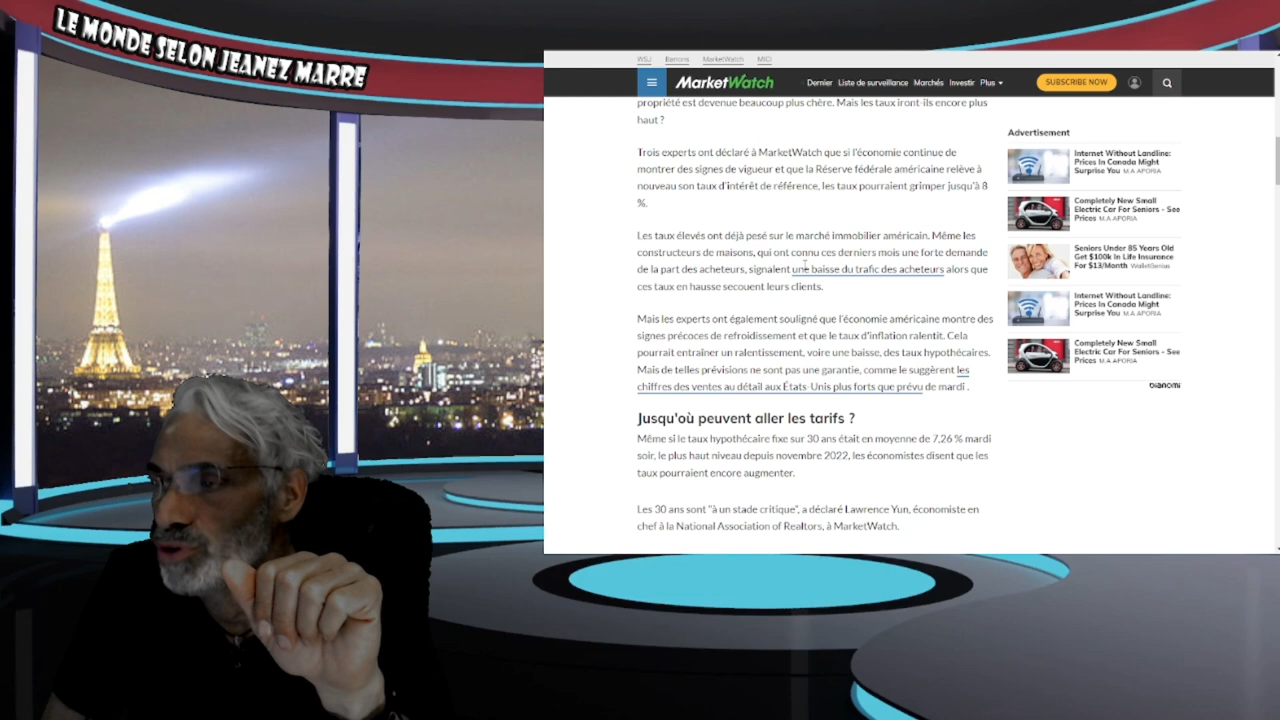 LE MONDE SELON JEANEZ MARRE
WSJ Barrons MarketWatch MICI
MarketWatch Dernier Liste de surveillance Marchés Investir Plus SUBSCRIBE NOW
propriété est devenue beaucoup plus chère. Mais les taux iront-ils encore plus
haut ?
Trois experts ont déclaré à MarketWatch que si l'économie continue de
montrer des signes de vigueur et que la Réserve fédérale américaine relève à
nouveau son taux d'intérêt de référence, les taux pourraient grimper jusqu'à 8
%.
Les taux élevés ont déjà pesé sur le marché immobilier américain. Même les
constructeurs de maisons, qui ont connu ces derniers mois une forte demande
de la part des acheteurs, signalent une baisse du trafic des acheteurs alors que
ces taux en hausse secouent leurs clients.
Mais les experts ont également souligné que l'économie américaine montre des
signes précoces de refroidissement et que le taux d'inflation ralentit. Cela
pourrait entraîner un ralentissement, voire une baisse, des taux hypothécaires.
Mais de telles prévisions ne sont pas une garantie, comme le suggèrent les
chiffres des ventes au détail aux États-Unis plus forts que prévu de mardi .
Jusqu'où peuvent aller les tarifs ?
Même si le taux hypothécaire fixe sur 30 ans était en moyenne de 7,26 % mardi
soir, le plus haut niveau depuis novembre 2022, les économistes disent que les
taux pourraient encore augmenter.
Les 30 ans sont "à un stade critique", a déclaré Lawrence Yun, économiste en
chef à la National Association of Realtors, à MarketWatch.
Advertisement
Internet Without Landline:
Prices In Canada Might
Surprise You M.A APORIA
Completely New Small
Electric Car For Seniors - See
Prices M.A APORIA
Seniors Under 85 Years Old
Get $100k In Life Insurance
For $13/Month WalletGenius
Internet Without Landline:
Prices In Canada Might
Surprise You M.A APORIA
Completely New Small
Electric Car For Seniors - See
Prices M.A APORIA